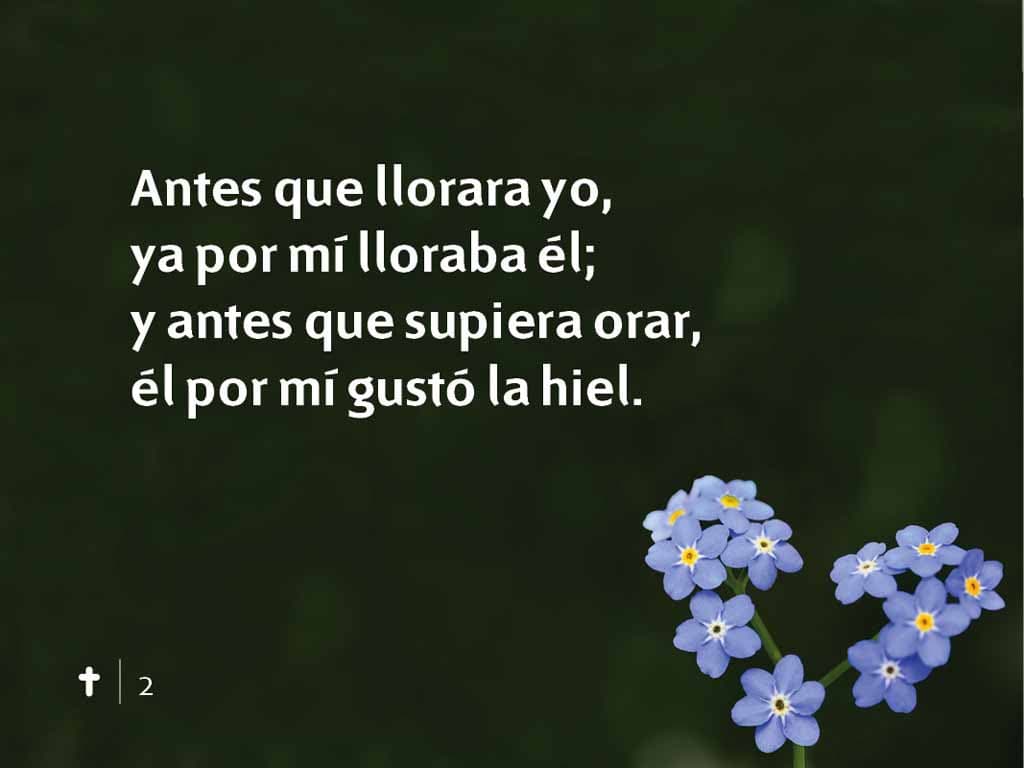 Antes que llorara yo,
ya por mí lloraba él;
y antes que supiera orar,
él por mí gustó la hiel.
2